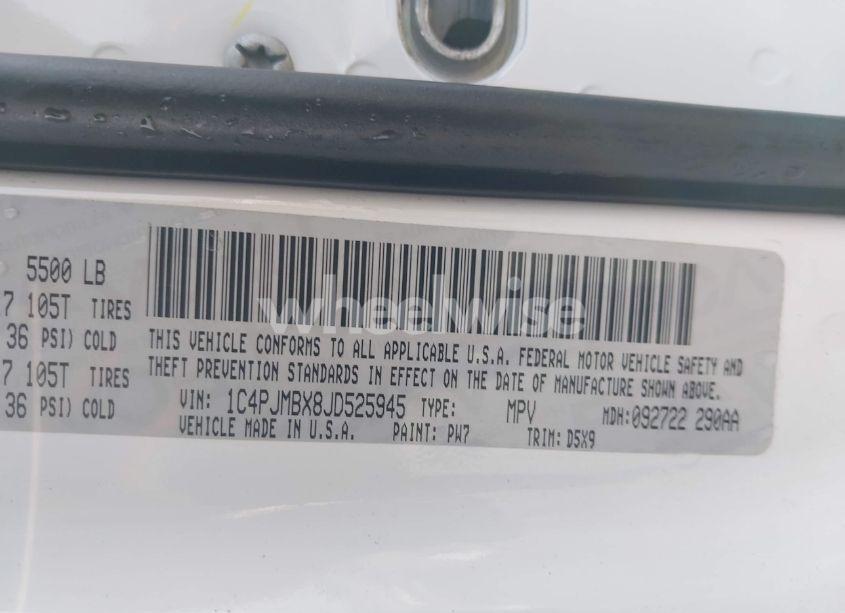 5500 LB
7 105T TIRES
36 PSI) COLD
7 105T TIRES
36 PSI) COLD
wheelwise
THIS VEHICLE CONFORMS TO ALL APPLICABLE U.S.A. FEDERAL MOTOR VEHICLE SAFETY AND
THEFT PREVENTION STANDARDS IN EFFECT ON THE DATE OF MANUFACTURE SHOWN ABOVE.
VIN: 1C4PJMBX8JD525945 TYPE: MPV MDH: 092722 290AA
VEHICLE MADE IN U.S.A. PAINT: PW7 TRIM: D5X9